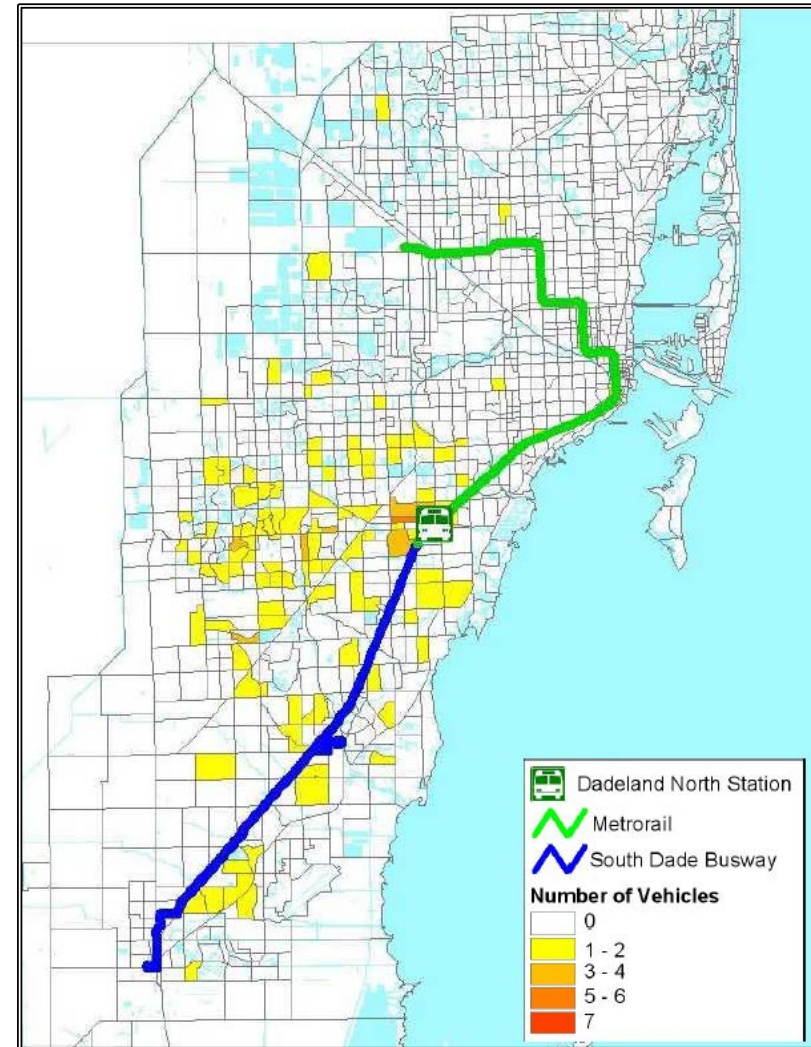 Dadeland North Station
Metrorail
South Dade Busway
Number of Vehicles
0
1 - 2
3 - 4
5 - 6
7